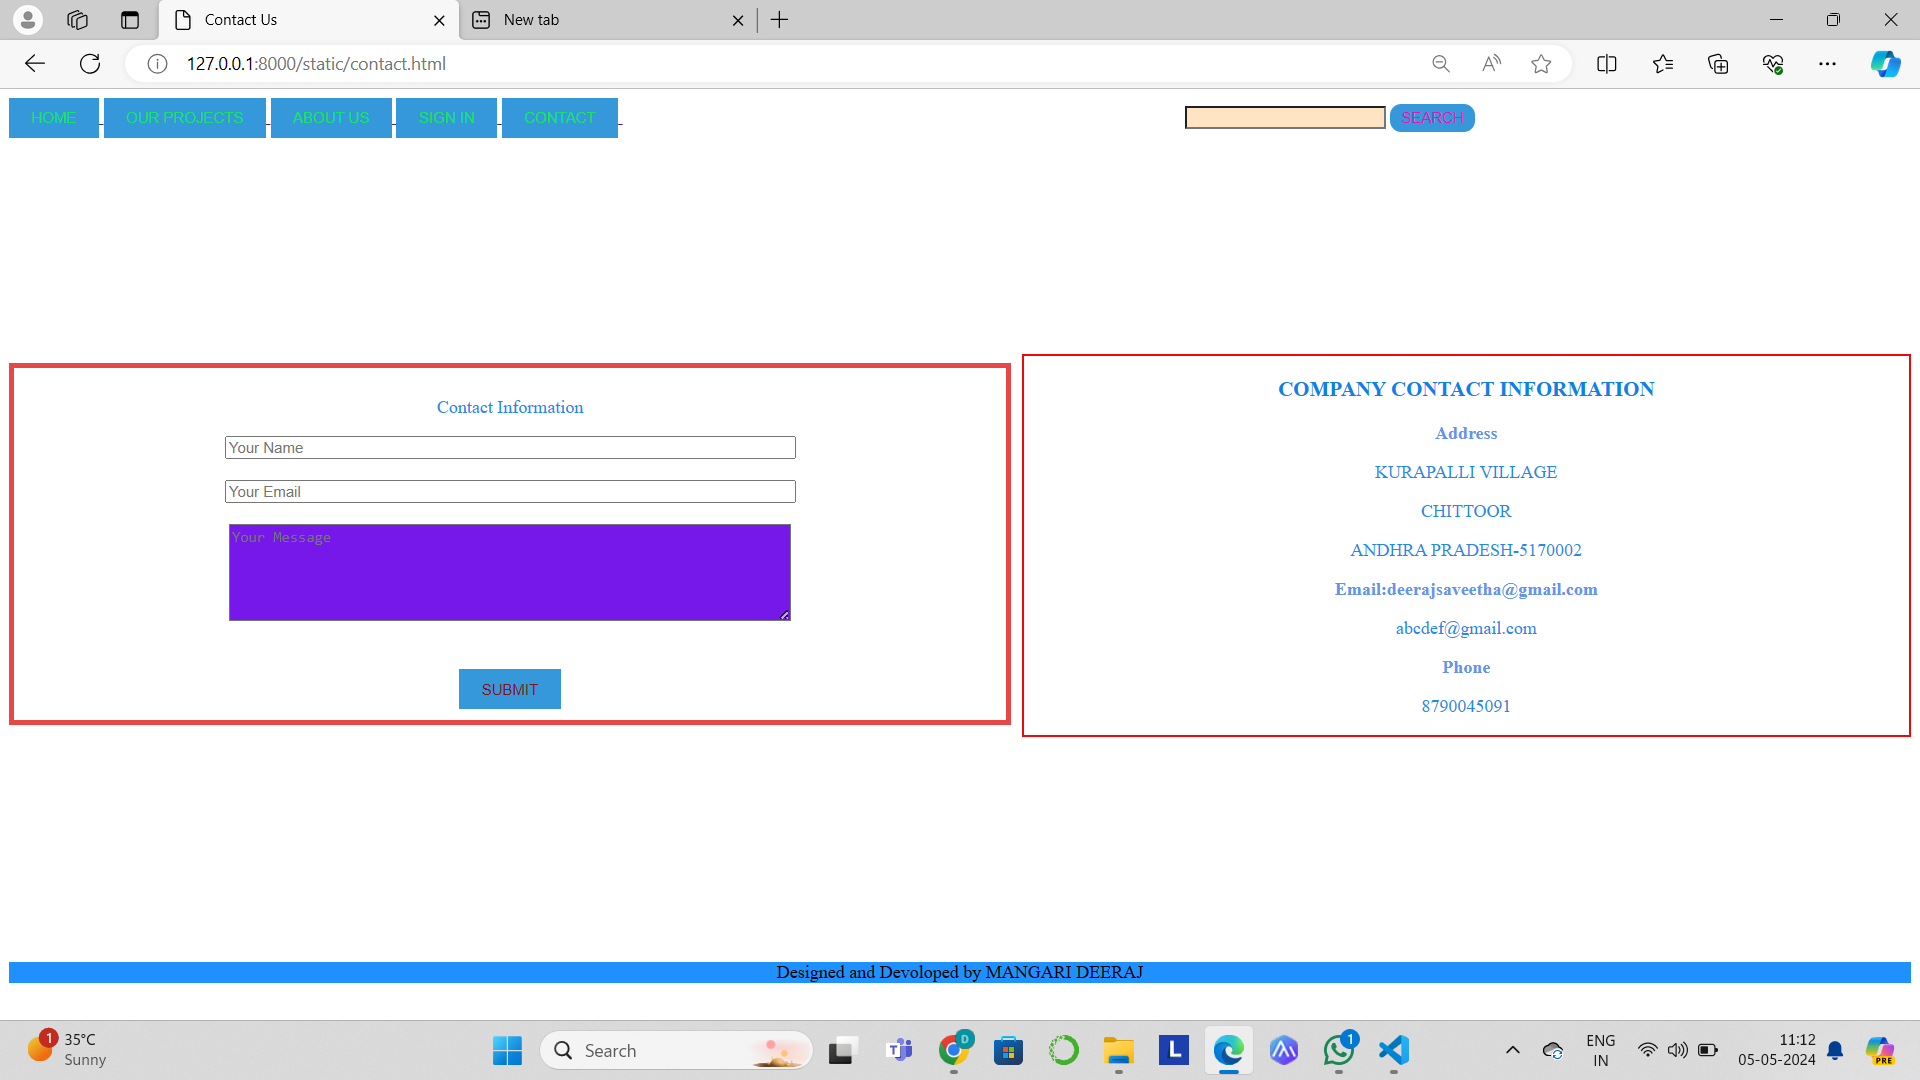 Contact Us
New tab
127.0.0.1:8000/static/contact.html
HOME OUR PROJECTS ABOUT US SIGN IN CONTACT
SEARCH
Contact Information
Your Name
Your Email
Your Message
SUBMIT
COMPANY CONTACT INFORMATION
Address
KURAPALLI VILLAGE
CHITTOOR
ANDHRA PRADESH-5170002
Email:deerajsaveetha@gmail.com
abcdef@gmail.com
Phone
8790045091
Designed and Devoloped by MANGARI DEERAJ
1
35°C
Sunny
Search
D
L
1
ENG
IN
11:12
05-05-2024
PRE